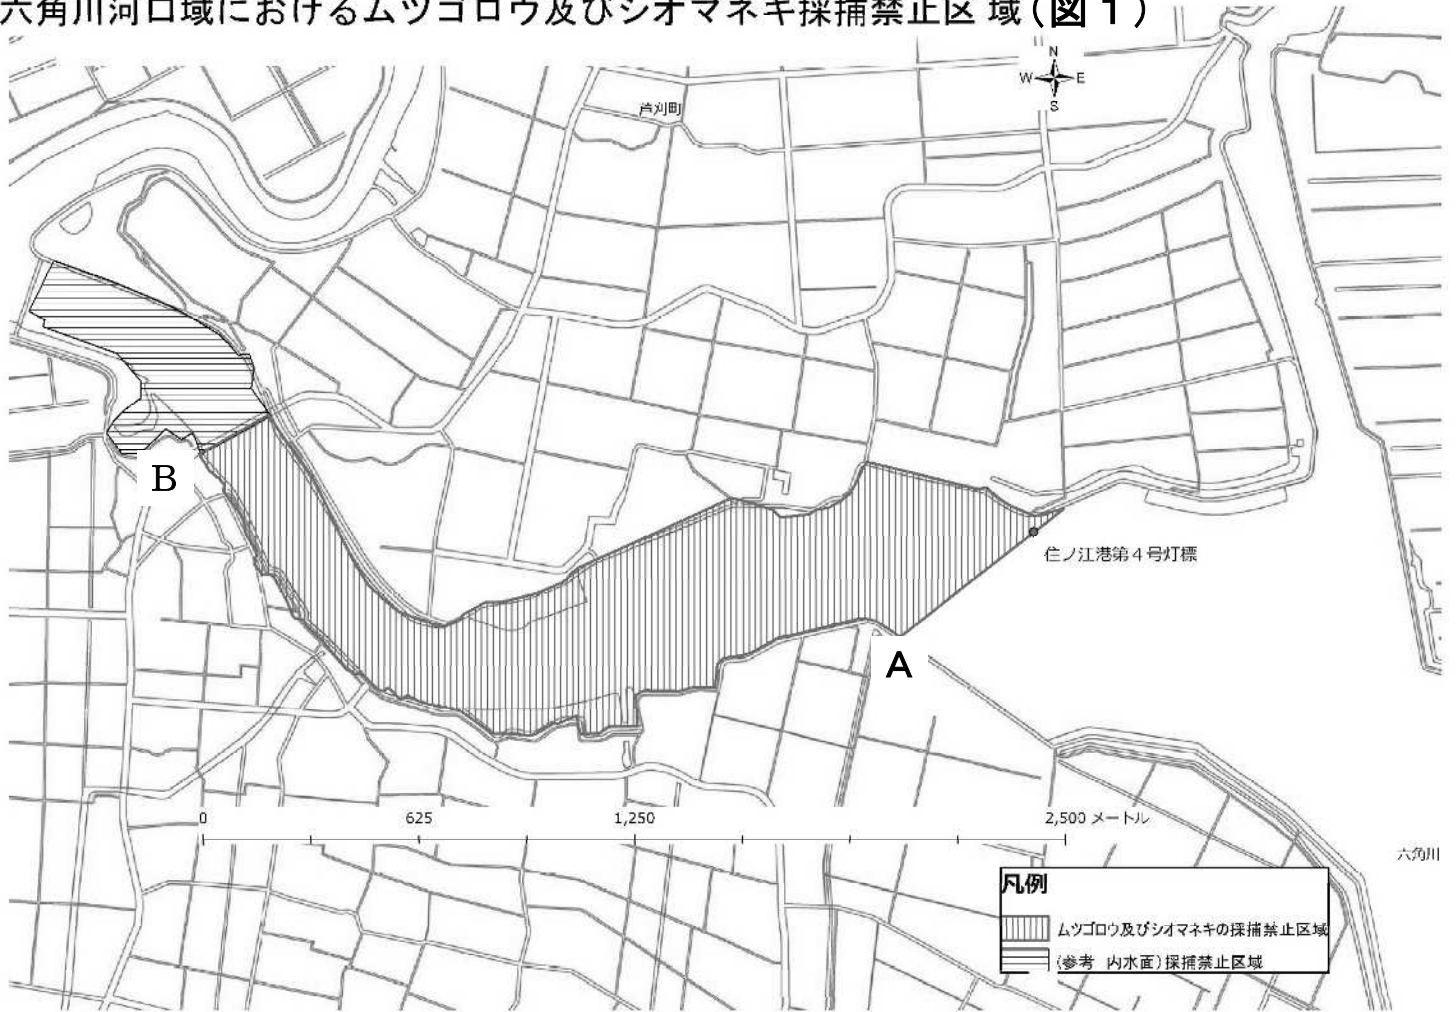 六角川河口域におけるムツゴロウ及びシオマネキ採捕禁止区 域(図１)
N
W E
S
芦刈町
B
住ノ江港第４号灯標
A
0 625 1,250 2,500 メートル
六角川
凡例
ムツゴロウ及びシオマネキの採捕禁止区域
(参考 内水面)採捕禁止区域